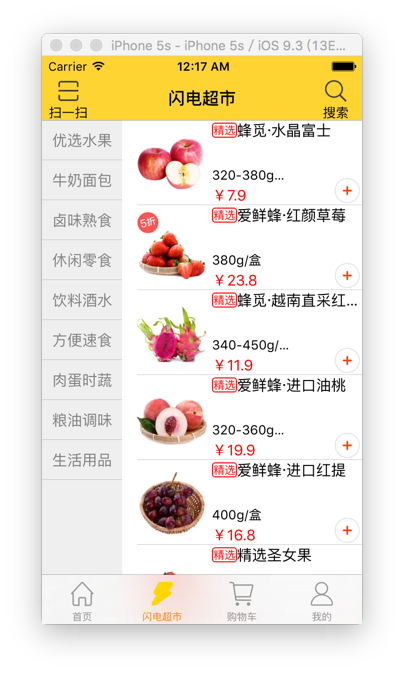 iPhone 5s - iPhone 5s / iOS 9.3 (13E...
Carrier 12:17 AM
扫一扫 闪电超市 搜索
优选水果
牛奶面包
卤味熟食
休闲零食
饮料酒水
方便速食
肉蛋时蔬
粮油调味
生活用品
精选 蜂觅·水晶富士
320-380g...
￥7.9
5折
精选 爱鲜蜂·红颜草莓
380g/盒
￥23.8
精选 蜂觅·越南直采红...
340-450g/...
￥11.9
精选 爱鲜蜂·进口油桃
320-360g...
￥19.9
精选 爱鲜蜂·进口红提
400g/盒
￥16.8
精选 精选圣女果
首页 闪电超市 购物车 我的